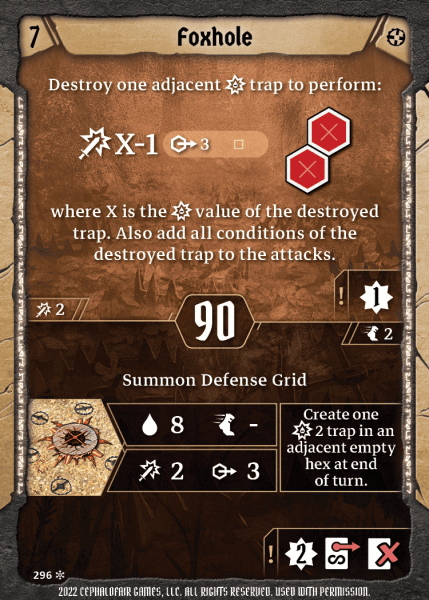 7 Foxhole
Destroy one adjacent trap to perform:
X-1 3
where X is the value of the destroyed
trap. Also add all conditions of the
destroyed trap to the attacks.
! 1
2 90 2
Summon Defense Grid
8 -
2 3
Create one
2 trap in an
adjacent empty
hex at end
of turn.
! 2 S
296
2022 CEPHALOFAIR GAMES, LLC. ALL RIGHTS RESERVED. USED WITH PERMISSION.